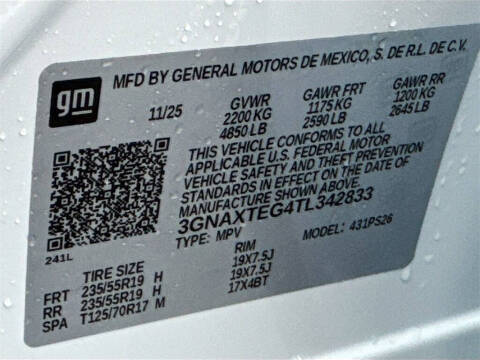 gm
MFD BY GENERAL MOTORS DE MEXICO, S. DE R.L. DE C.V.
11/25 GVWR GAWR FRT GAWR RR
2200 KG 1175 KG 1200 KG
4850 LB 2590 LB 2645 LB
THIS VEHICLE CONFORMS TO ALL
APPLICABLE U.S. FEDERAL MOTOR
VEHICLE SAFETY AND THEFT PREVENTION
STANDARDS IN EFFECT ON THE DATE OF
MANUFACTURE SHOWN ABOVE.
3GNAXTEG4TL342833
TYPE: MPV MODEL: 431PS26
241L
TIRE SIZE RIM
FRT 235/55R19 H 19X7.5J
RR 235/55R19 H 19X7.5J
SPA T125/70R17 M 17X4BT